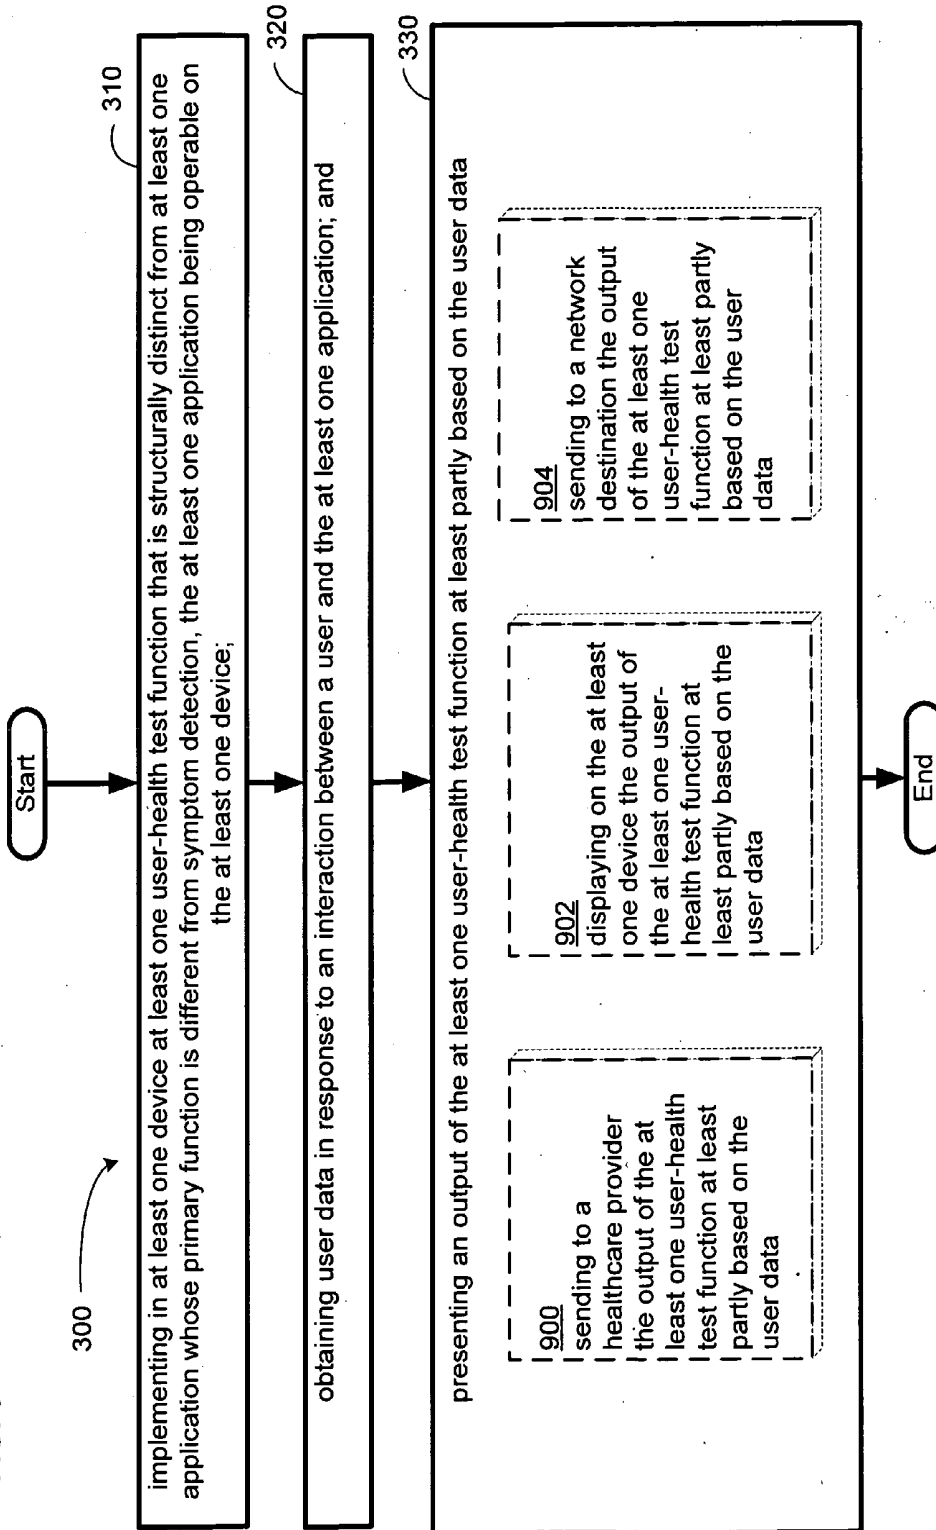 Start
300
310
implementing in at least one device at least one user-health test function that is structurally distinct from at least one
application whose primary function is different from symptom detection, the at least one application being operable on
the at least one device;
320
obtaining user data in response to an interaction between a user and the at least one application; and
330
presenting an output of the at least one user-health test function at least partly based on the user data
900
sending to a
healthcare provider
the output of the at
least one user-health
test function at least
partly based on the
user data
902
displaying on the at least
one device the output of
the at least one user-
health test function at
least partly based on the
user data
904
sending to a network
destination the output
of the at least one
user-health test
function at least partly
based on the user
data
End